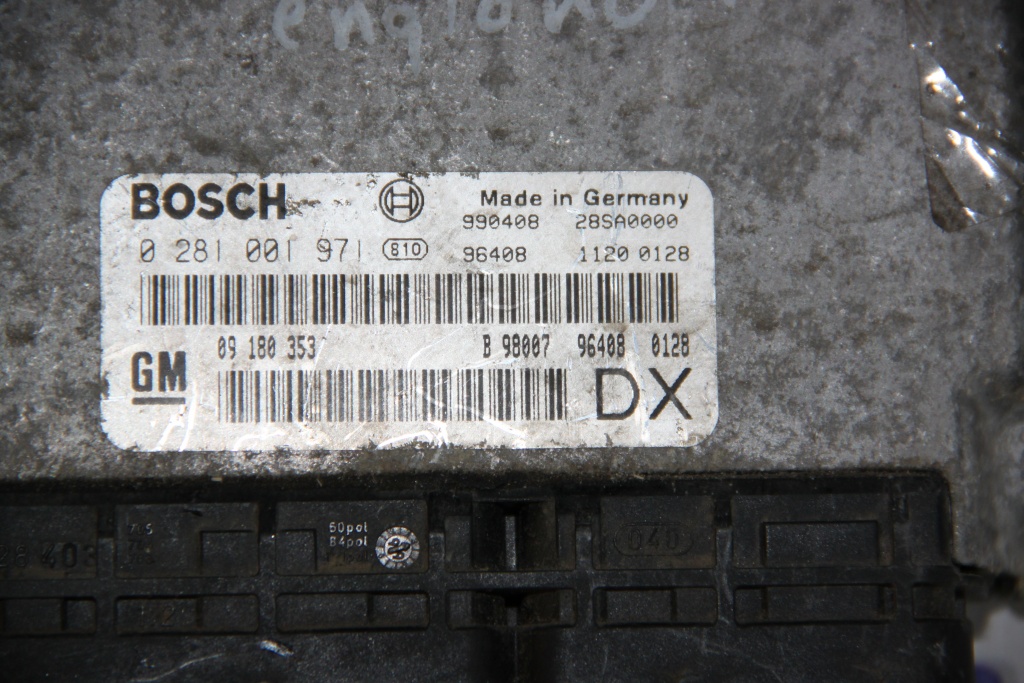 BOSCH Made in Germany
990408 28SA0000
0 281 001 971 810 96408 1120 0128
09 180 353 B 98007 96408 0128
GM DX
60pol
84pol
040